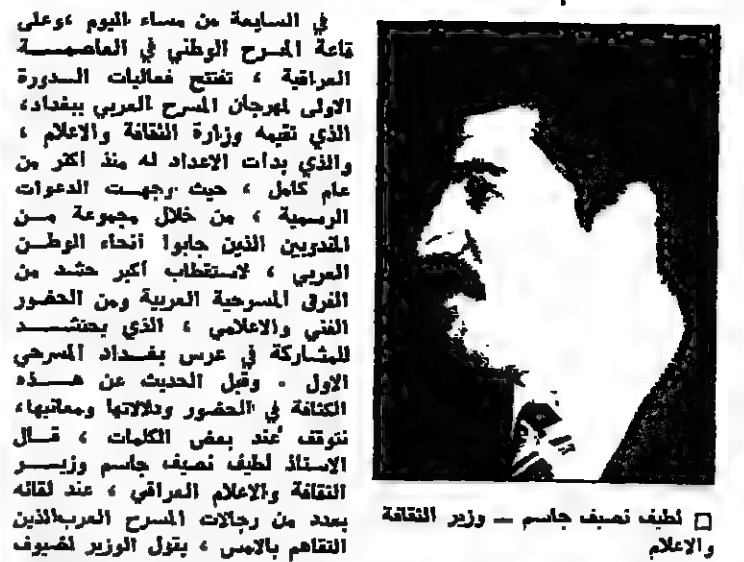 في السابعة من مساء اليوم ،وعلى
قاعة المسرح الوطني في العاصمة
العراقية ، تفتتح فعاليات الدورة
الاولى لمهرجان المسرح العربي ببغداد،
الذي تقيمه وزارة الثقافة والاعلام ،
والذي بدات الاعداد له منذ اكثر من
عام كامل ، حيث وجهت الدعوات
الرسمية ، من خلال مجموعة من
المندوبين الذين جابوا أنحاء الوطن
العربي ، لاستقطاب أكبر حشد من
الفرق المسرحية العربية ومن الحضور
الفني والاعلامي ، الذي يحتشد
للمشاركة في عرس بغداد المسرحي
الاول . وقبل الحديث عن هذه
الكثافة في الحضور ودلالاتها ومعانيها،
نتوقف عند بعض الكلمات ، قال
الاستاذ لطيف نصيف جاسم وزير
الثقافة والاعلام العراقي ، عند لقائه
بعدد من رجالات المسرح العرب الذين
التقاهم بالامس ، يقول الوزير لضيوف
□ لطيف نصيف جاسم ــ وزير الثقافة
والاعلام